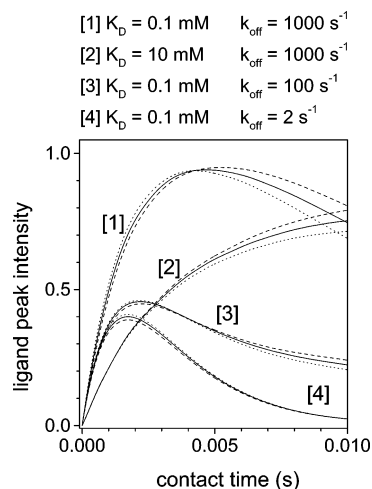 [1] K_D = 0.1 mM k_off = 1000 s⁻¹
[2] K_D = 10 mM k_off = 1000 s⁻¹
[3] K_D = 0.1 mM k_off = 100 s⁻¹
[4] K_D = 0.1 mM k_off = 2 s⁻¹
1.0
[1]
[2]
0.5
[3]
[4]
0.0
ligand peak intensity
0.000 0.005 0.010
contact time (s)